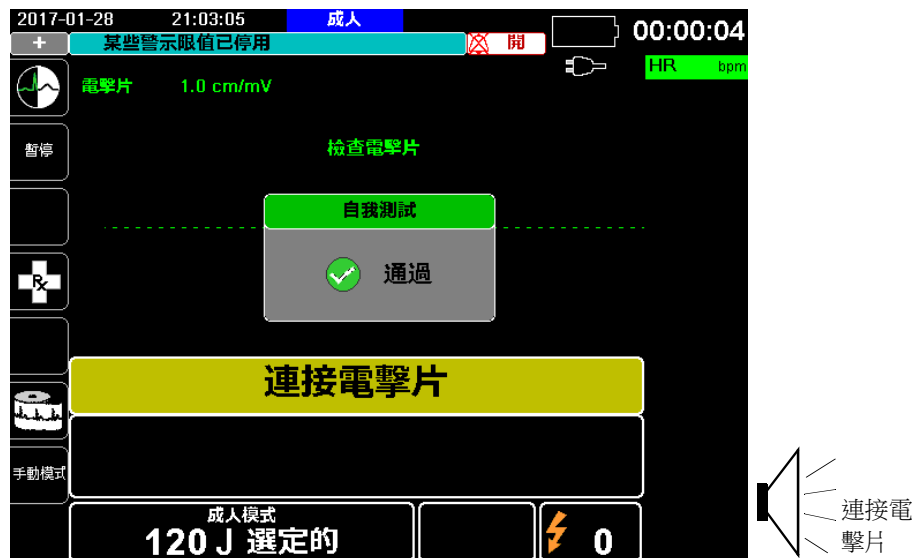 2017-01-28 21:03:05 成人
某些警示限值已停用 開 00:00:04
HR bpm
電擊片 1.0 cm/mV
暫停
檢查電擊片
自我測試
通過
Rx
連接電擊片
手動模式
成人模式
120 J 選定的 0
連接電
擊片